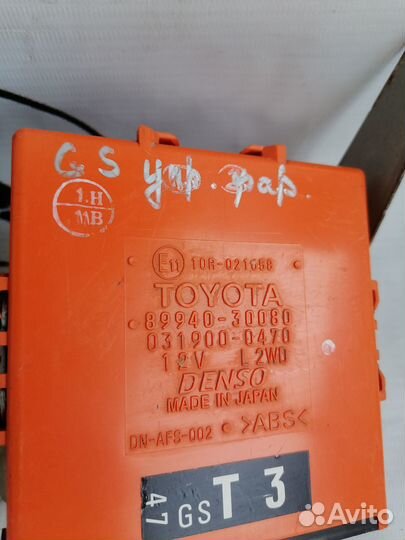 GS упр. фар.
1.H
11B
E11 10R-021658
TOYOTA
89940-30080
031900-0470
12V L 2WD
DENSO
MADE IN JAPAN
DN-AFS-002 >ABS<
47 GS T 3
Avito